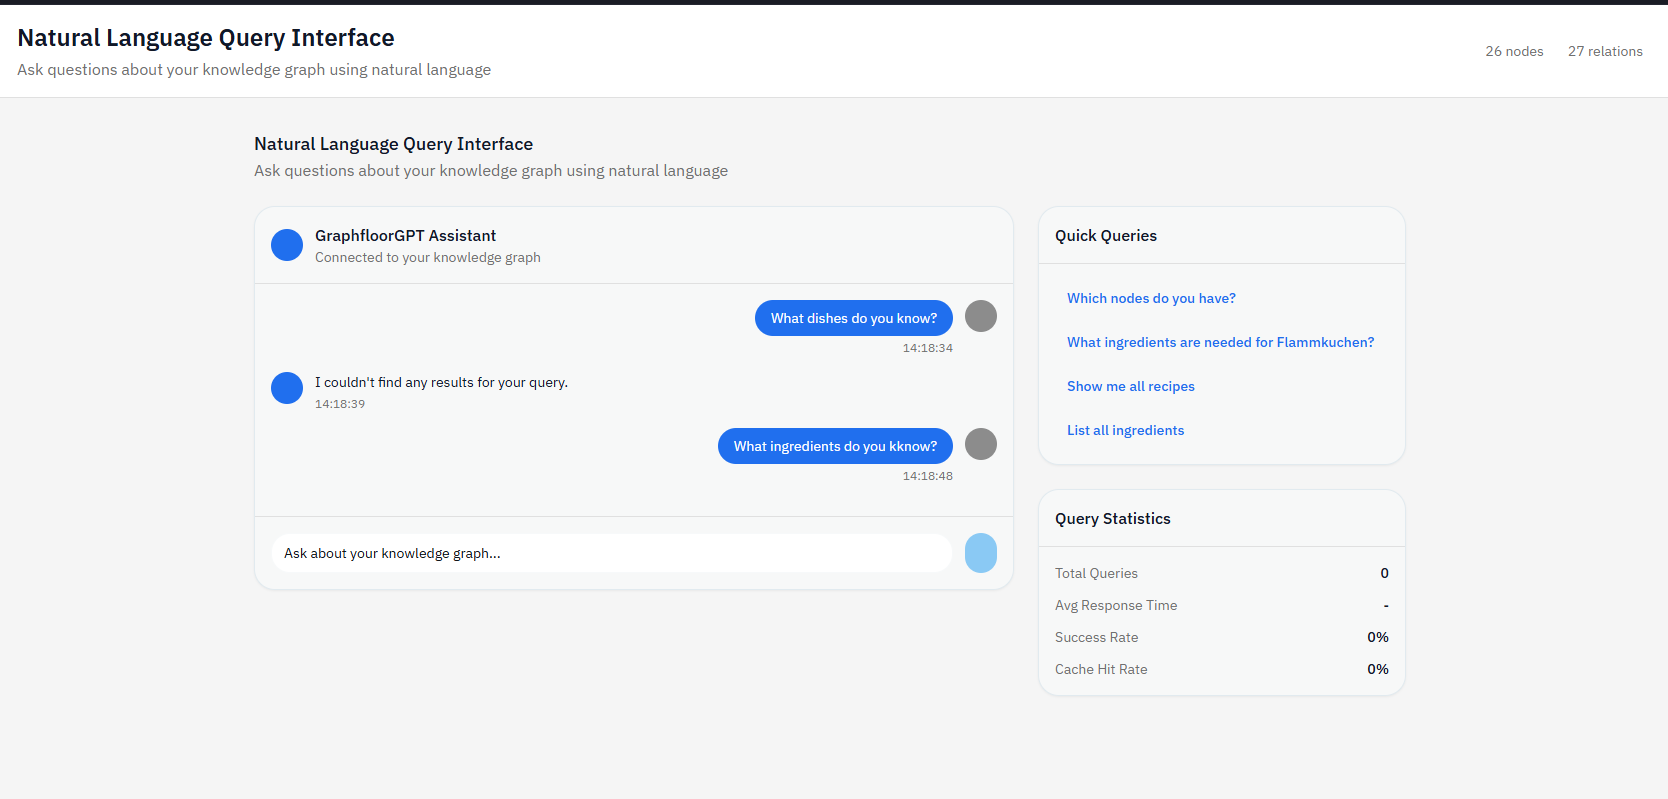 Natural Language Query Interface
Ask questions about your knowledge graph using natural language
26 nodes
27 relations
Natural Language Query Interface
Ask questions about your knowledge graph using natural language
GraphfloorGPT Assistant
Connected to your knowledge graph
What dishes do you know?
14:18:34
I couldn't find any results for your query.
14:18:39
What ingredients do you kknow?
14:18:48
Ask about your knowledge graph...
Quick Queries
Which nodes do you have?
What ingredients are needed for Flammkuchen?
Show me all recipes
List all ingredients
Query Statistics
Total Queries 0
Avg Response Time -
Success Rate 0%
Cache Hit Rate 0%